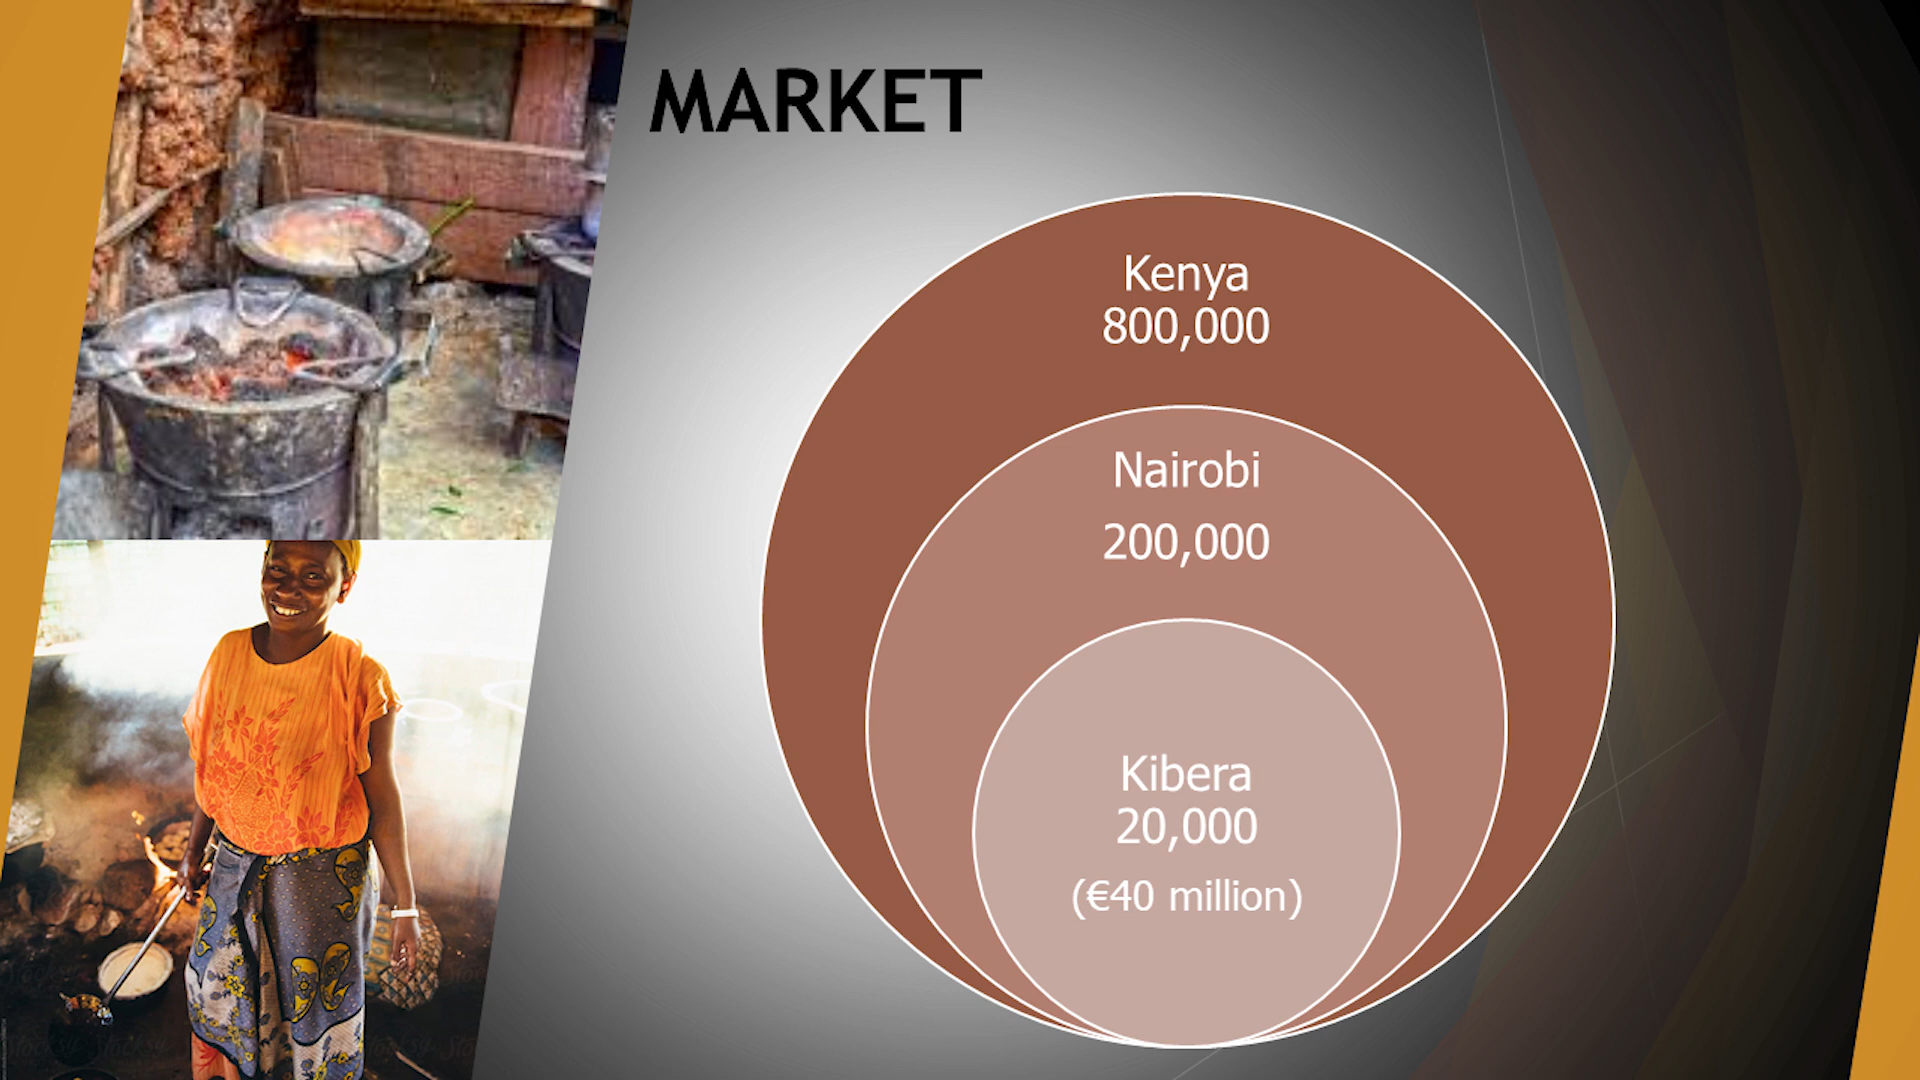 MARKET
Kenya
800,000
Nairobi
200,000
Kibera
20,000
(€40 million)